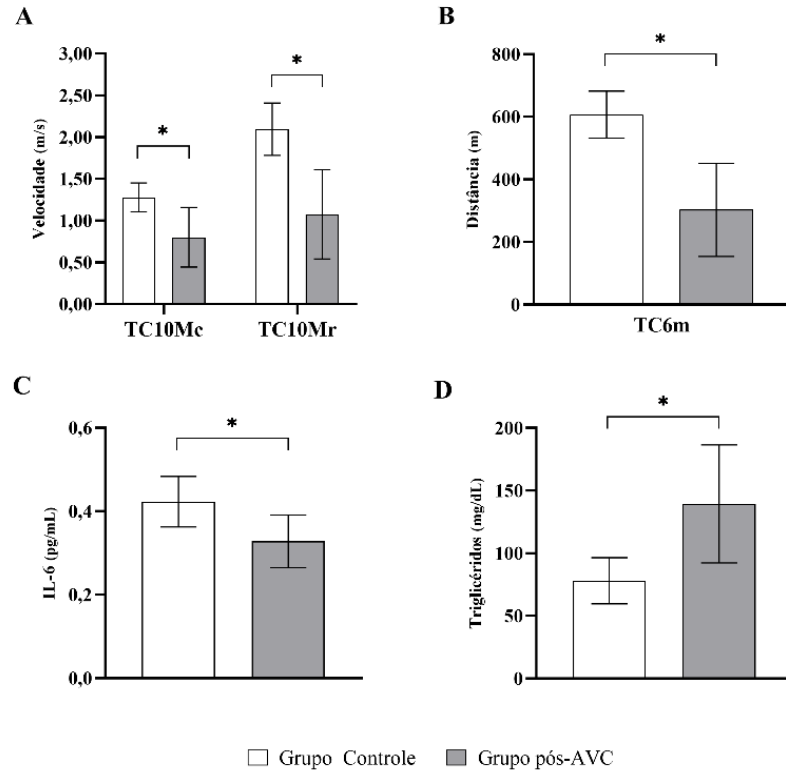 A
Velocidade (m/s)
3,00
2,50
2,00
1,50
1,00
0,50
0,00
*
*
TC10Mc
TC10Mr
B
Distância (m)
800
600
400
200
0
*
TC6m
C
IL-6 (pg/mL)
0,6
0,4
0,2
0,0
*
D
Triglicéridos (mg/dL)
200
150
100
50
0
*
Grupo Controle
Grupo pós-AVC